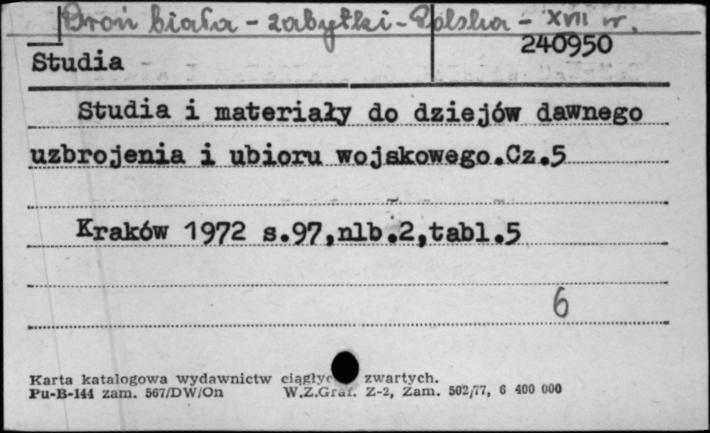 Broń biała - zabytki - Polska - XVII w.
240950
Studia
Studia i materiały do dziejów dawnego
uzbrojenia i ubioru wojskowego.Cz.5
Kraków 1972 s.97,nlb.2,tabl.5
6
Karta katalogowa wydawnictw zwartych.
Pu-B-144 zam. 567/DW/On W.Z.Graf. Z-2, Zam. 502/77, 6 400 000